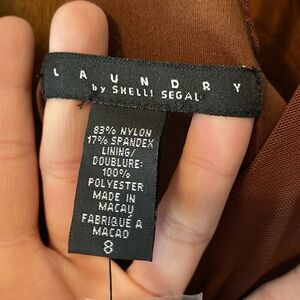 LAUNDRY
by SHELLI SEGAL
83% NYLON
17% SPANDEX
LINING/
DOUBLURE:
100%
POLYESTER
MADE IN
MACAU
FABRIQUÉ A
MACAO
8